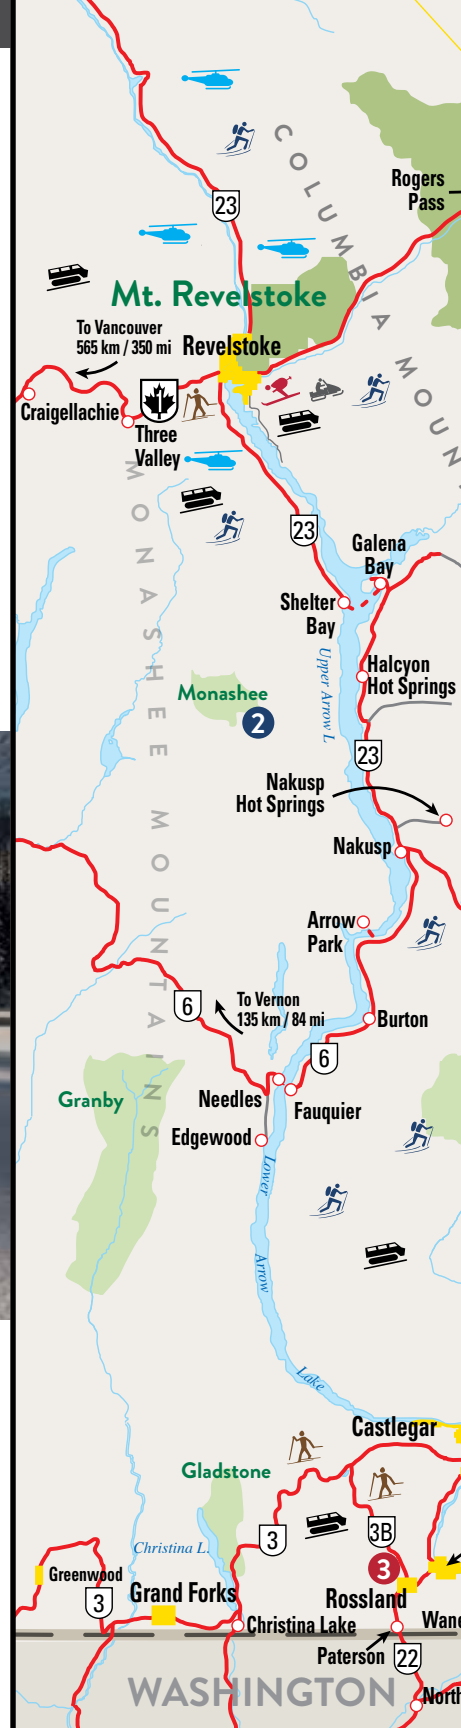 COLUMBIA MOUN
Rogers
Pass
23
Mt. Revelstoke
To Vancouver
565 km / 350 mi
Revelstoke
Craigellachie
Three
Valley
MONASHEE MOUNTAINS
23
Galena
Bay
Shelter
Bay
Upper Arrow L.
Halcyon
Hot Springs
Monashee
2
23
Nakusp
Hot Springs
Nakusp
Arrow
Park
6
To Vernon
135 km / 84 mi
Burton
6
Granby
Needles
Fauquier
Edgewood
Lower
Arrow
Lake
Castlegar
Gladstone
3
3B
Christina L.
3
Greenwood
3
Grand Forks
Rossland
Christina Lake
Wane
Paterson
22
WASHINGTON
North